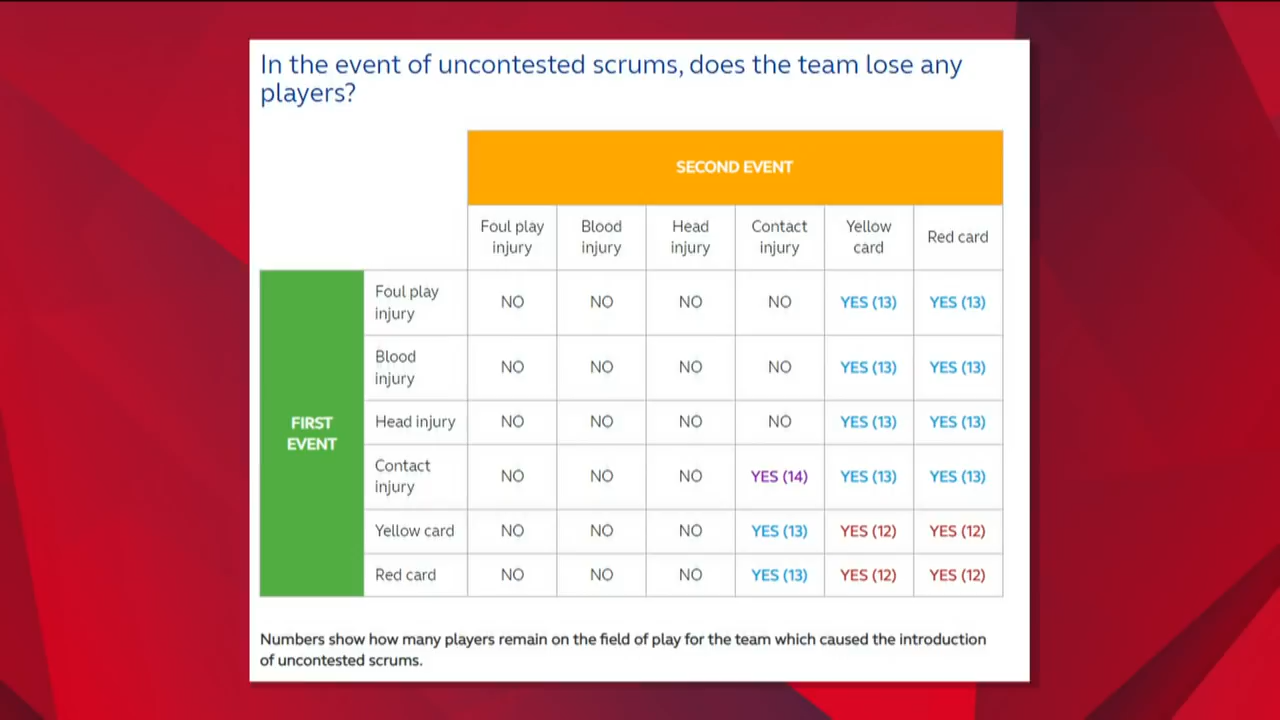 In the event of uncontested scrums, does the team lose any
players?
SECOND EVENT
Foul play injury Blood injury Head injury Contact injury Yellow card Red card
FIRST EVENT
Foul play injury NO NO NO NO YES (13) YES (13)
Blood injury NO NO NO NO YES (13) YES (13)
Head injury NO NO NO NO YES (13) YES (13)
Contact injury NO NO NO YES (14) YES (13) YES (13)
Yellow card NO NO NO YES (13) YES (12) YES (12)
Red card NO NO NO YES (13) YES (12) YES (12)
Numbers show how many players remain on the field of play for the team which caused the introduction
of uncontested scrums.